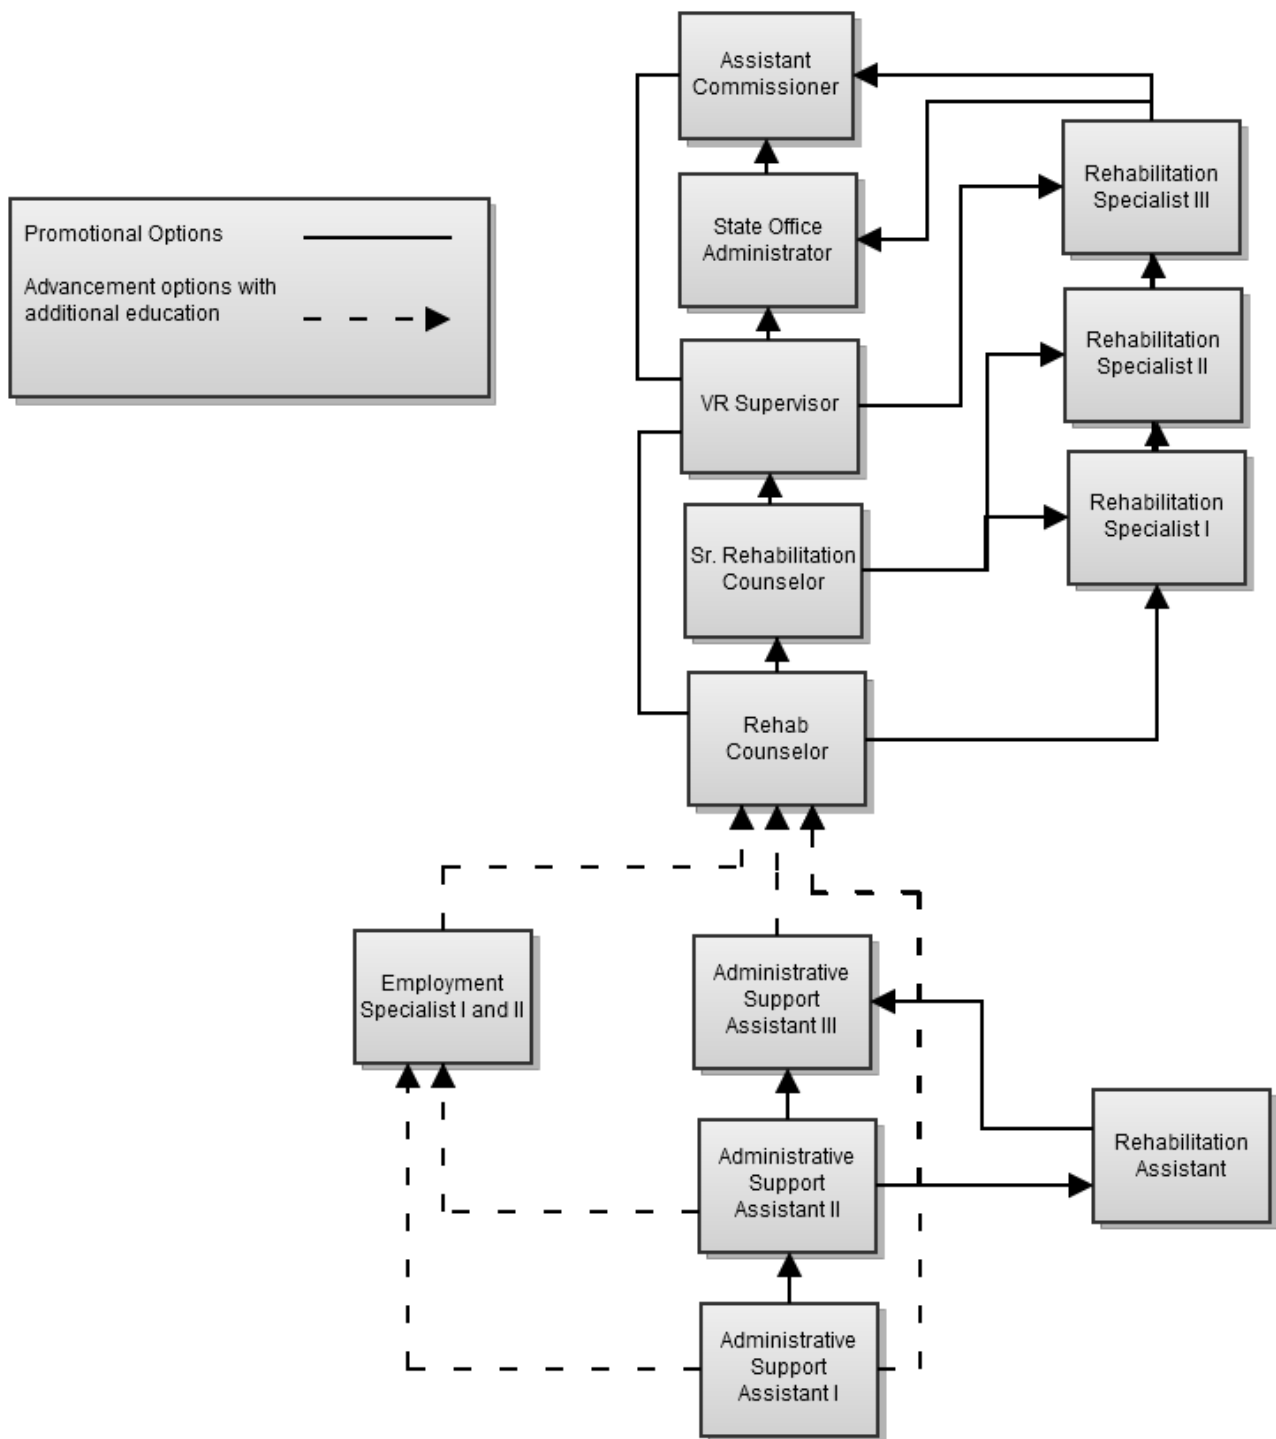 Assistant
Commissioner
Rehabilitation
Specialist III
Promotional Options
State Office
Administrator
Advancement options with
additional education
Rehabilitation
Specialist II
VR Supervisor
Rehabilitation
Specialist I
Sr. Rehabilitation
Counselor
Rehab
Counselor
Employment
Specialist I and II
Administrative
Support
Assistant III
Administrative
Support
Assistant II
Rehabilitation
Assistant
Administrative
Support
Assistant I